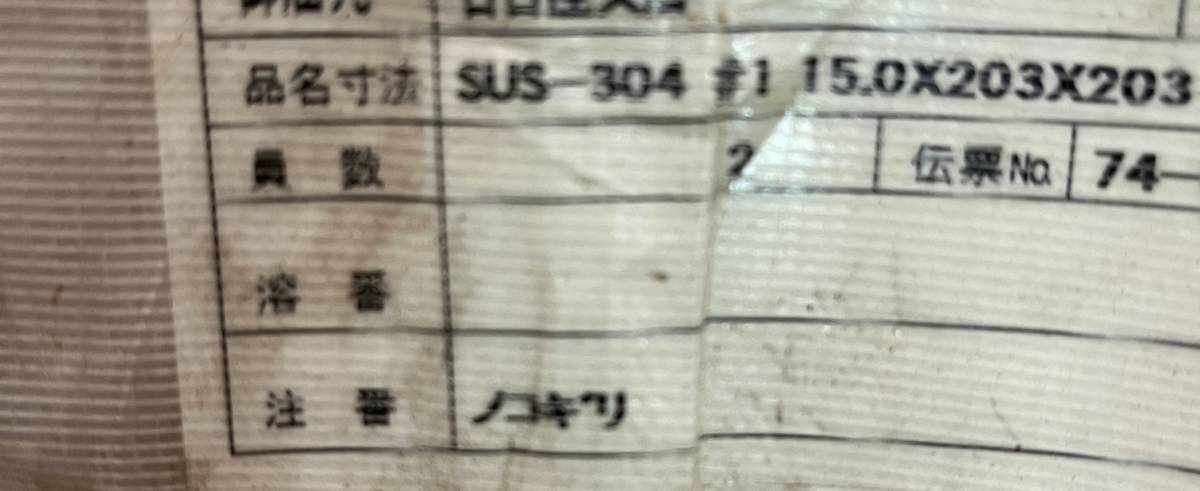 品名寸法 SUS-304 #1 15.0X203X203
員 数 2 伝票No. 74-
溶 番
注 番 ノコキリ